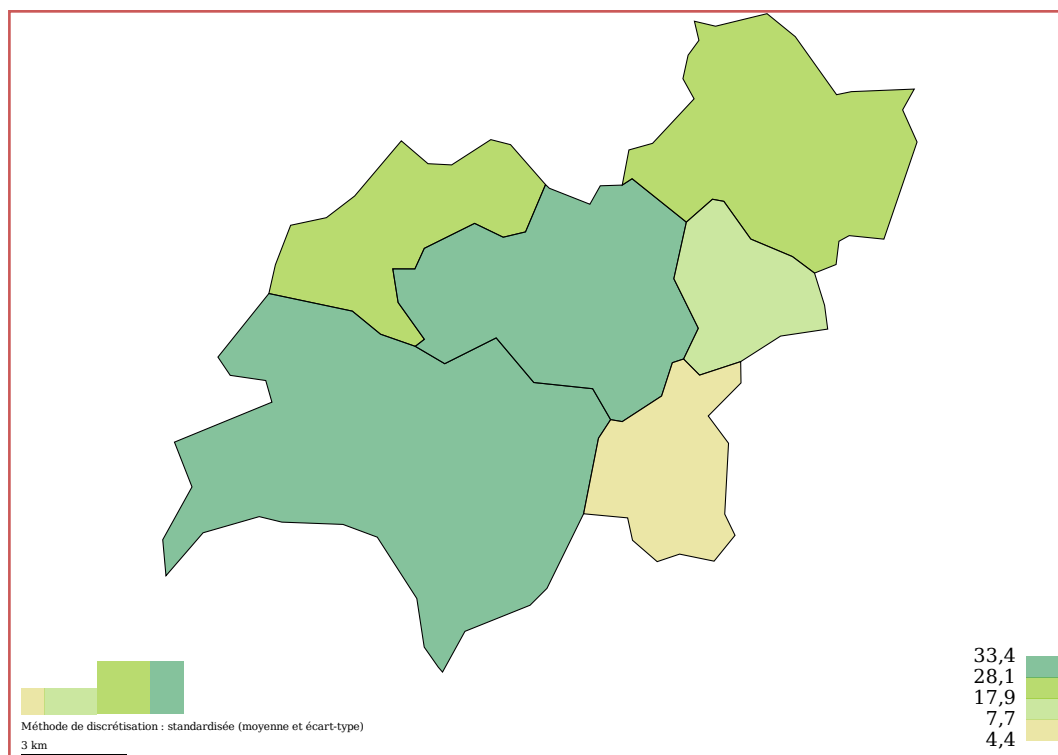 33,4
28,1
17,9
7,7
4,4
Méthode de discrétisation : standardisée (moyenne et écart-type)
3 km